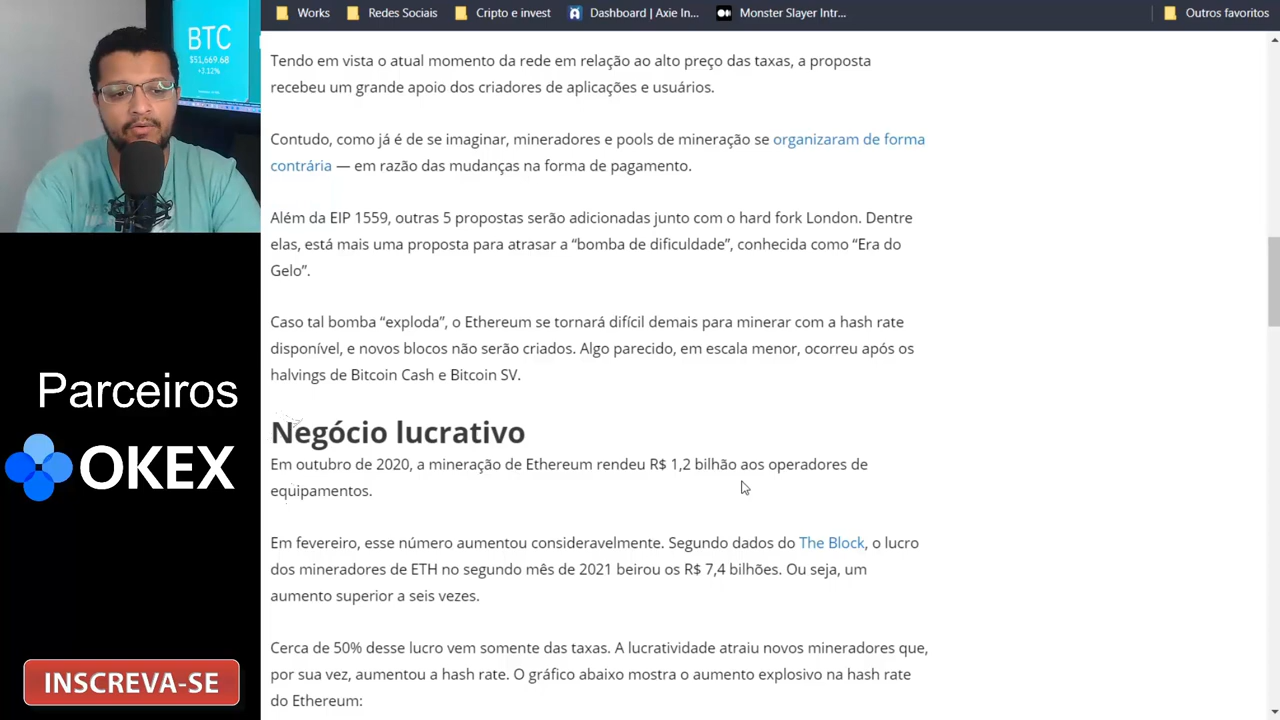 BTC
$51,669.68
+3.12%
Works
Redes Sociais
Cripto e invest
Dashboard | Axie In...
Monster Slayer Intr...
Outros favoritos
Tendo em vista o atual momento da rede em relação ao alto preço das taxas, a proposta
recebeu um grande apoio dos criadores de aplicações e usuários.
Contudo, como já é de se imaginar, mineradores e pools de mineração se organizaram de forma
contrária — em razão das mudanças na forma de pagamento.
Além da EIP 1559, outras 5 propostas serão adicionadas junto com o hard fork London. Dentre
elas, está mais uma proposta para atrasar a “bomba de dificuldade”, conhecida como “Era do
Gelo”.
Caso tal bomba “exploda”, o Ethereum se tornará difícil demais para minerar com a hash rate
disponível, e novos blocos não serão criados. Algo parecido, em escala menor, ocorreu após os
halvings de Bitcoin Cash e Bitcoin SV.
Negócio lucrativo
Em outubro de 2020, a mineração de Ethereum rendeu R$ 1,2 bilhão aos operadores de
equipamentos.
Em fevereiro, esse número aumentou consideravelmente. Segundo dados do The Block, o lucro
dos mineradores de ETH no segundo mês de 2021 beirou os R$ 7,4 bilhões. Ou seja, um
aumento superior a seis vezes.
Cerca de 50% desse lucro vem somente das taxas. A lucratividade atraiu novos mineradores que,
por sua vez, aumentou a hash rate. O gráfico abaixo mostra o aumento explosivo na hash rate
do Ethereum:
Parceiros
OKEX
INSCREVA-SE